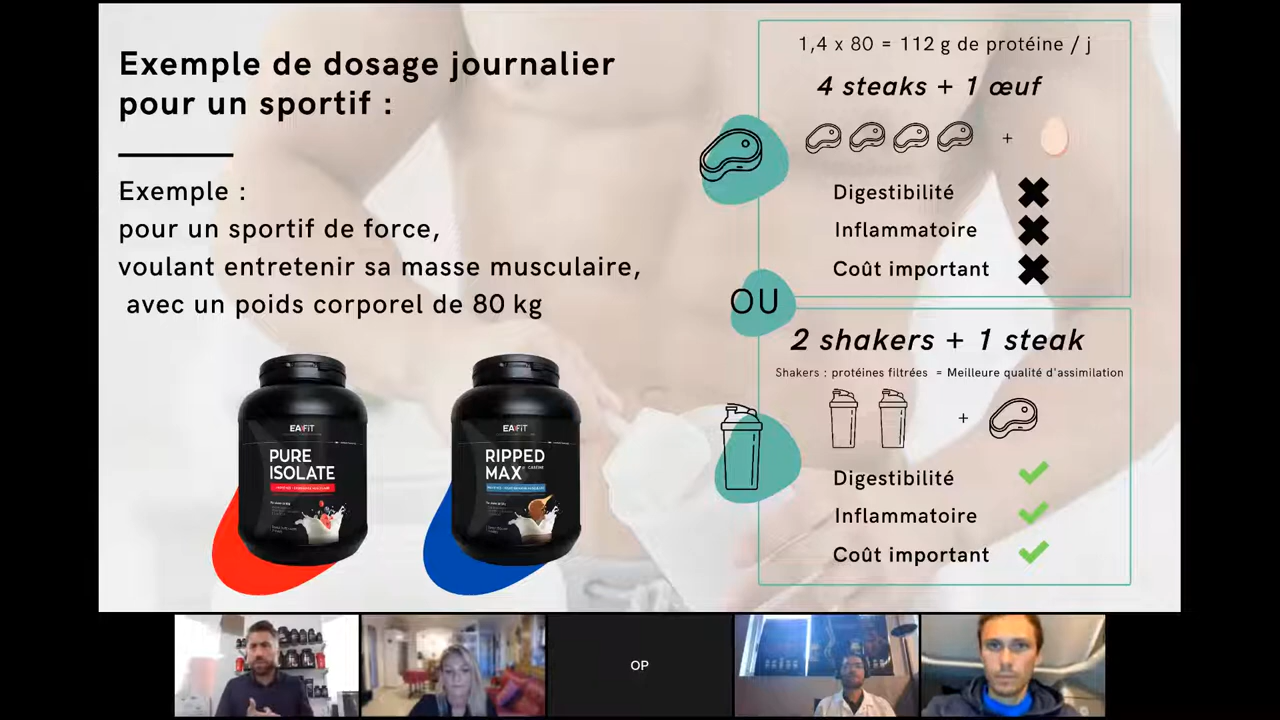 Exemple de dosage journalier
pour un sportif :
Exemple :
pour un sportif de force,
voulant entretenir sa masse musculaire,
avec un poids corporel de 80 kg
EAFIT
PURE
ISOLATE
EAFIT
RIPPED
MAX
1,4 x 80 = 112 g de protéine / j
4 steaks + 1 œuf
+
Digestibilité
Inflammatoire
Coût important
OU
2 shakers + 1 steak
Shakers : protéines filtrées = Meilleure qualité d'assimilation
+
Digestibilité
Inflammatoire
Coût important
OP